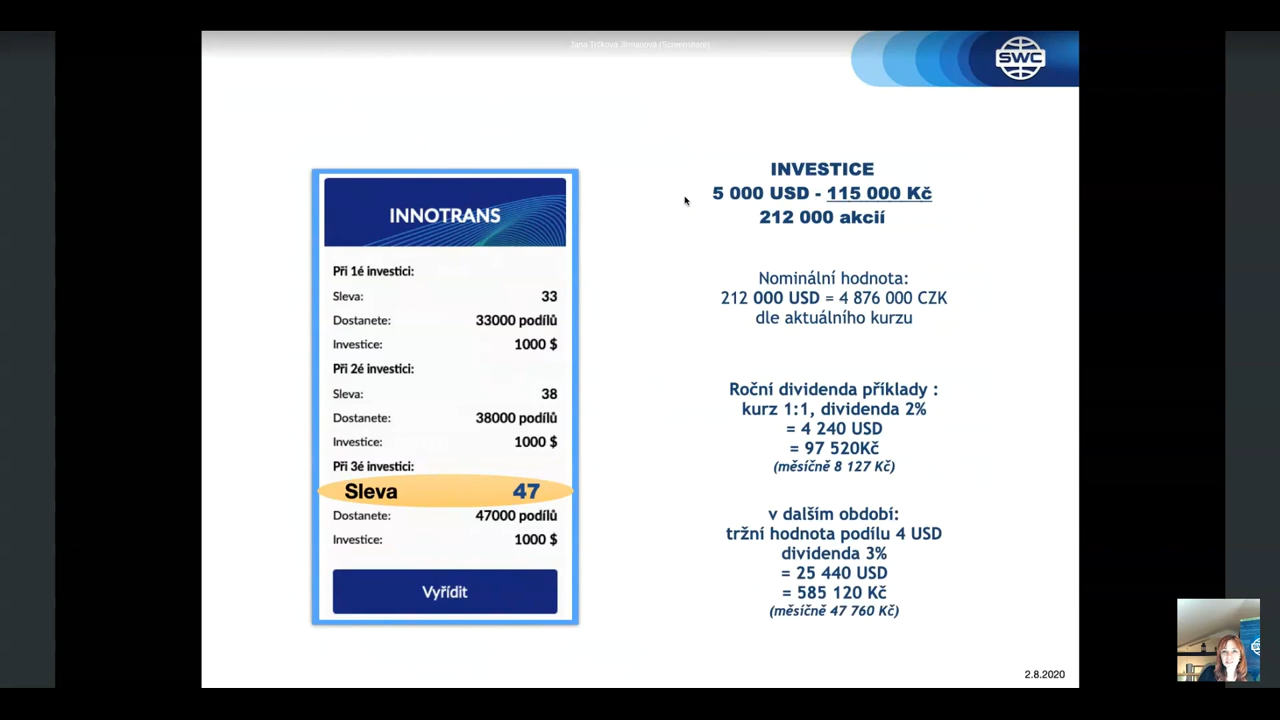 Jana Tričková Jirmanová (Screenshare)
SWC
INNOTRANS
Při 1é investici:
Sleva: 33
Dostanete: 33000 podílů
Investice: 1000 $
Při 2é investici:
Sleva: 38
Dostanete: 38000 podílů
Investice: 1000 $
Při 3é investici:
Sleva 47
Dostanete: 47000 podílů
Investice: 1000 $
Vyřídit
INVESTICE
5 000 USD - 115 000 Kč
212 000 akcií
Nominální hodnota:
212 000 USD = 4 876 000 CZK
dle aktuálního kurzu
Roční dividenda příklady :
kurz 1:1, dividenda 2%
= 4 240 USD
= 97 520Kč
(měsíčně 8 127 Kč)
v dalším období:
tržní hodnota podílu 4 USD
dividenda 3%
= 25 440 USD
= 585 120 Kč
(měsíčně 47 760 Kč)
2.8.2020